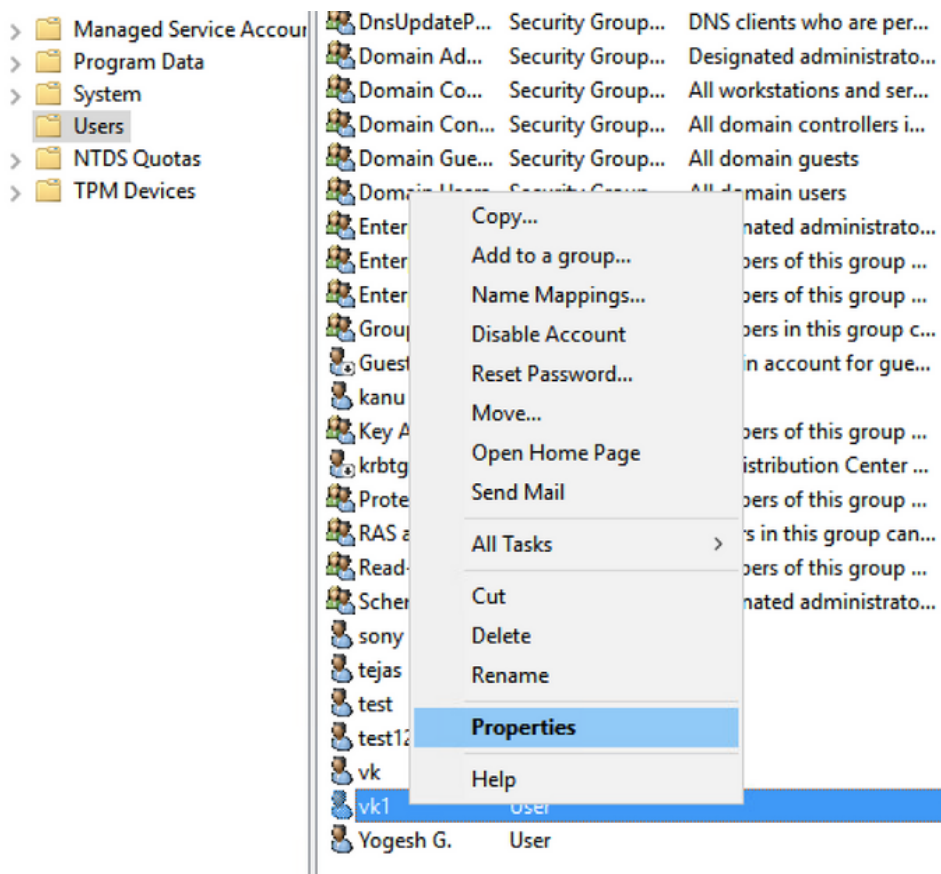 Managed Service Accour
Program Data
System
Users
NTDS Quotas
TPM Devices
DnsUpdateP... Security Group... DNS clients who are per...
Domain Ad... Security Group... Designated administrato...
Domain Co... Security Group... All workstations and ser...
Domain Con... Security Group... All domain controllers i...
Domain Gue... Security Group... All domain guests
Domain Users Security Group... All domain users
Enter nated administrato...
Enter bers of this group ...
Enter bers of this group ...
Group bers in this group c...
Guest in account for gue...
kanu
Key A bers of this group ...
krbtg istribution Center ...
Prote bers of this group ...
RAS a rs in this group can...
Read- bers of this group ...
Scher nated administrato...
sony
tejas
test
test12
vk
vk1 User
Yogesh G. User
Copy...
Add to a group...
Name Mappings...
Disable Account
Reset Password...
Move...
Open Home Page
Send Mail
All Tasks
Cut
Delete
Rename
Properties
Help